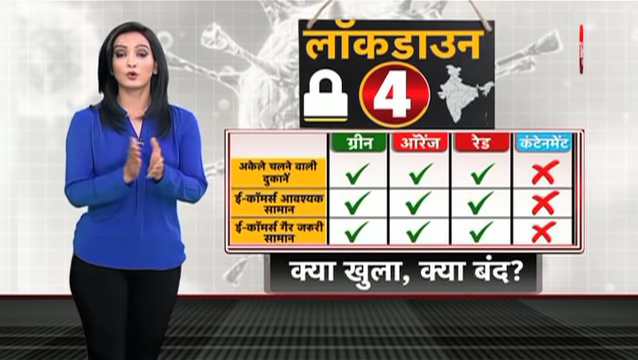 लॉकडाउन
4
ग्रीन ऑरेंज रेड कंटेनमेंट
अकेले चलने वाली
दुकानें
ई-कॉमर्स आवश्यक
सामान
ई-कॉमर्स गैर जरूरी
सामान
क्या खुला, क्या बंद?